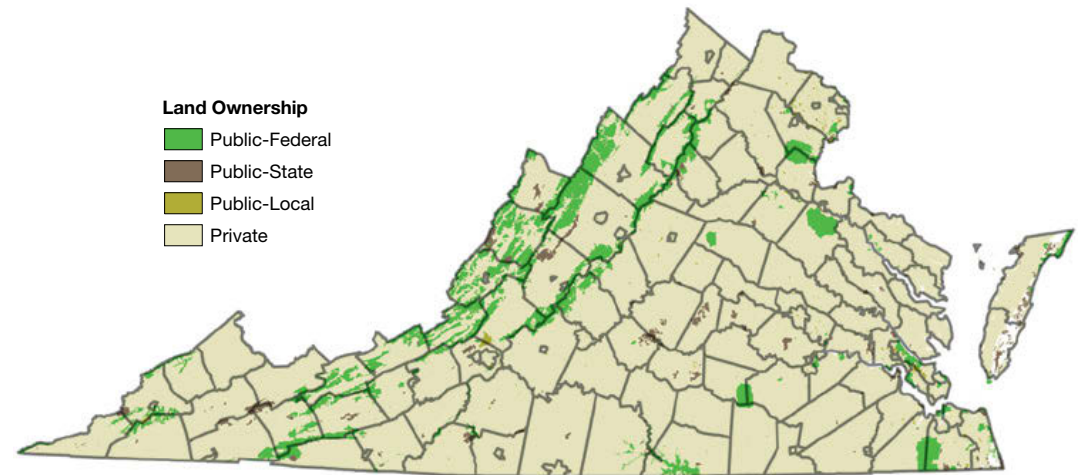 Land Ownership
Public-Federal
Public-State
Public-Local
Private